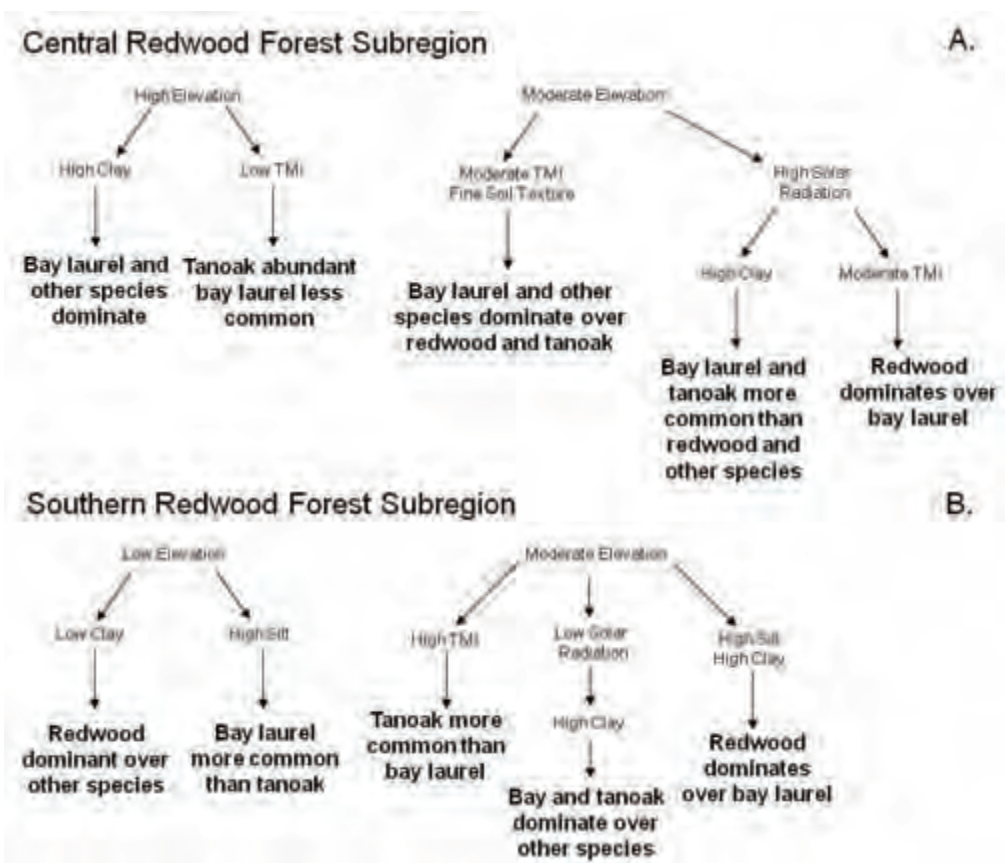 Central Redwood Forest Subregion
A.
High Elevation
High Clay
Low TMI
Bay laurel and
other species
dominate
Tanoak abundant
bay laurel less
common
Moderate Elevation
Moderate TMI
Fine Soil Texture
Bay laurel and other
species dominate over
redwood and tanoak
High Solar
Radiation
High Clay
Moderate TMI
Bay laurel and
tanoak more
common than
redwood and
other species
Redwood
dominates over
bay laurel
Southern Redwood Forest Subregion
B.
Low Elevation
Low Clay
High Silt
Redwood
dominant over
other species
Bay laurel
more common
than tanoak
Moderate Elevation
High TMI
Tanoak more
common than
bay laurel
Low Solar
Radiation
High Clay
Bay and tanoak
dominate over
other species
High Silt
High Clay
Redwood
dominates
over bay laurel